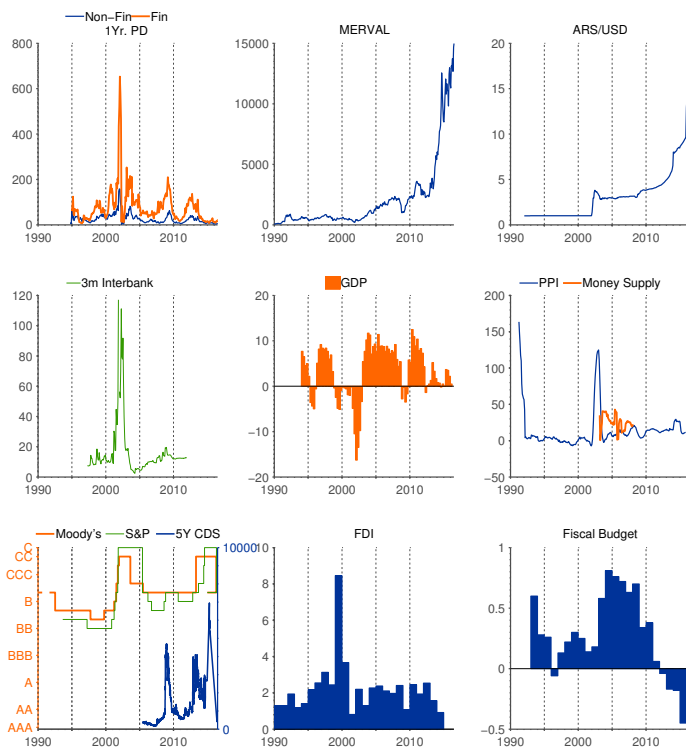 Non−Fin Fin
1Yr. PD
800
600
400
200
0
1990 2000 2010
MERVAL
15000
10000
5000
0
1990 2000 2010
ARS/USD
20
15
10
5
0
1990 2000 2010
3m Interbank
120
100
80
60
40
20
0
1990 2000 2010
GDP
20
10
0
−10
−20
1990 2000 2010
PPI Money Supply
200
150
100
50
0
−50
1990 2000 2010
Moody's S&P 5Y CDS
C
CC
CCC
B
BB
BBB
A
AA
AAA
10000
0
1990 2000 2010
FDI
10
8
6
4
2
0
1990 2000 2010
Fiscal Budget
1
0.5
0
−0.5
1990 2000 2010